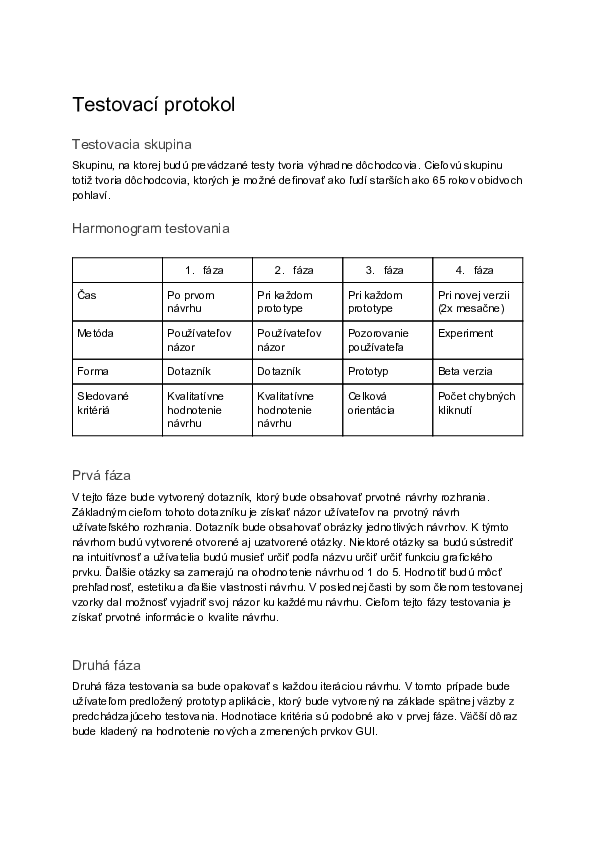 Testovací protokol
Testovacia skupina
Skupinu, na ktorej budú prevádzané testy tvoria výhradne dôchodcovia. Cieľovú skupinu
totiž tvoria dôchodcovia, ktorých je možné definovať ako ľudí starších ako 65 rokov obidvoch
pohlaví.
Harmonogram testovania
1. fáza 2. fáza 3. fáza 4. fáza
Čas Po prvom návrhu Pri každom prototype Pri každom prototype Pri novej verzii (2x mesačne)
Metóda Používateľov názor Používateľov názor Pozorovanie používateľa Experiment
Forma Dotazník Dotazník Prototyp Beta verzia
Sledované kritériá Kvalitatívne hodnotenie návrhu Kvalitatívne hodnotenie návrhu Celková orientácia Počet chybných kliknutí
Prvá fáza
V tejto fáze bude vytvorený dotazník, ktorý bude obsahovať prvotné návrhy rozhrania.
Základným cieľom tohoto dotazníku je získať názor užívateľov na prvotný návrh
užívateľského rozhrania. Dotazník bude obsahovať obrázky jednotlivých návrhov. K týmto
návrhom budú vytvorené otvorené aj uzatvorené otázky. Niektoré otázky sa budú sústrediť
na intuitívnosť a užívatelia budú musieť určiť podľa názvu určiť určiť funkciu grafického
prvku. Ďalšie otázky sa zamerajú na ohodnotenie návrhu od 1 do 5. Hodnotiť budú môcť
prehľadnosť, estetiku a ďalšie vlastnosti návrhu. V poslednej časti by som členom testovanej
vzorky dal možnosť vyjadriť svoj názor ku každému návrhu. Cieľom tejto fázy testovania je
získať prvotné informácie o kvalite návrhu.
Druhá fáza
Druhá fáza testovania sa bude opakovať s každou iteráciou návrhu. V tomto prípade bude
užívateľom predložený prototyp aplikácie, ktorý bude vytvorený na základe spätnej väzby z
predchádzajúceho testovania. Hodnotiace kritéria sú podobné ako v prvej fáze. Väčší dôraz
bude kladený na hodnotenie nových a zmenených prvkov GUI.